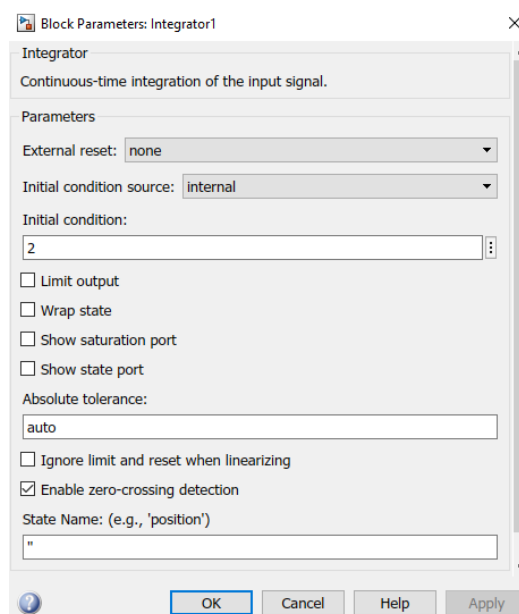 Block Parameters: Integrator1
Integrator
Continuous-time integration of the input signal.
Parameters
External reset: none
Initial condition source: internal
Initial condition:
2
Limit output
Wrap state
Show saturation port
Show state port
Absolute tolerance:
auto
Ignore limit and reset when linearizing
Enable zero-crossing detection
State Name: (e.g., 'position')
''
OK Cancel Help Apply